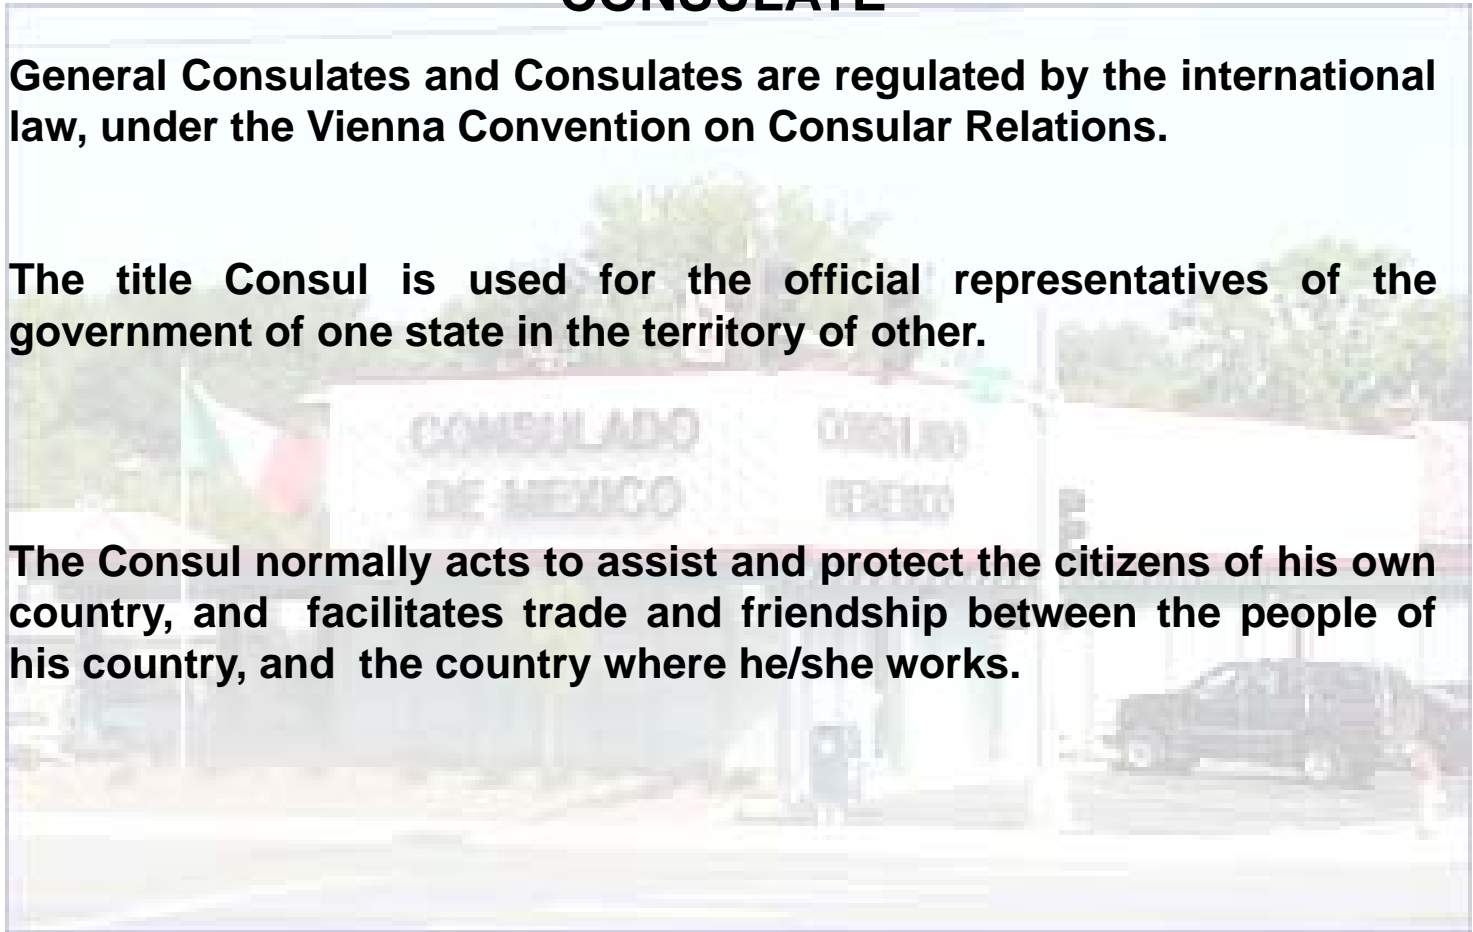 CONSULATE
General Consulates and Consulates are regulated by the international
law, under the Vienna Convention on Consular Relations.
The title Consul is used for the official representatives of the
government of one state in the territory of other.
CONSULADO
DE MEXICO
The Consul normally acts to assist and protect the citizens of his own
country, and facilitates trade and friendship between the people of
his country, and the country where he/she works.